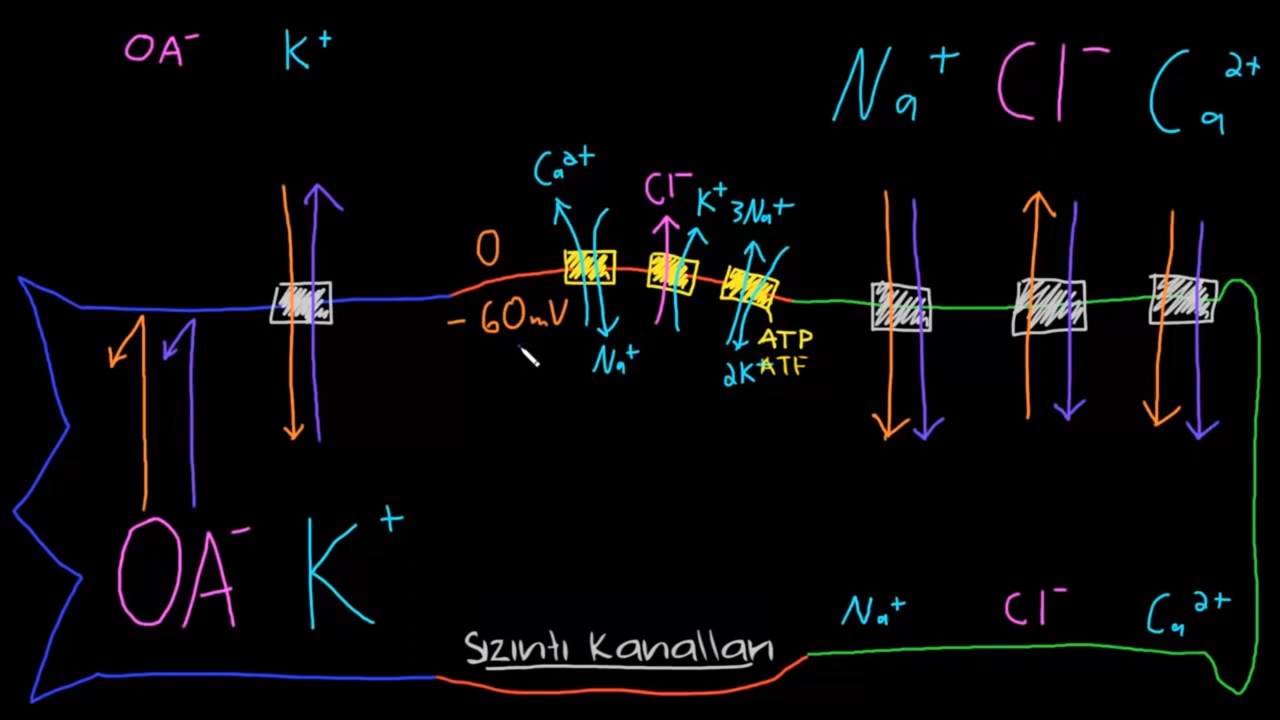 OA⁻ K⁺ Na⁺ Cl⁻ Ca²⁺
Ca²⁺ Cl⁻ K⁺ 3Na⁺
0
-60mV
Na⁺ 2K⁺ ATP
ATF
OA⁻ K⁺ Na⁺ Cl⁻ Ca²⁺
Sızıntı Kanalları